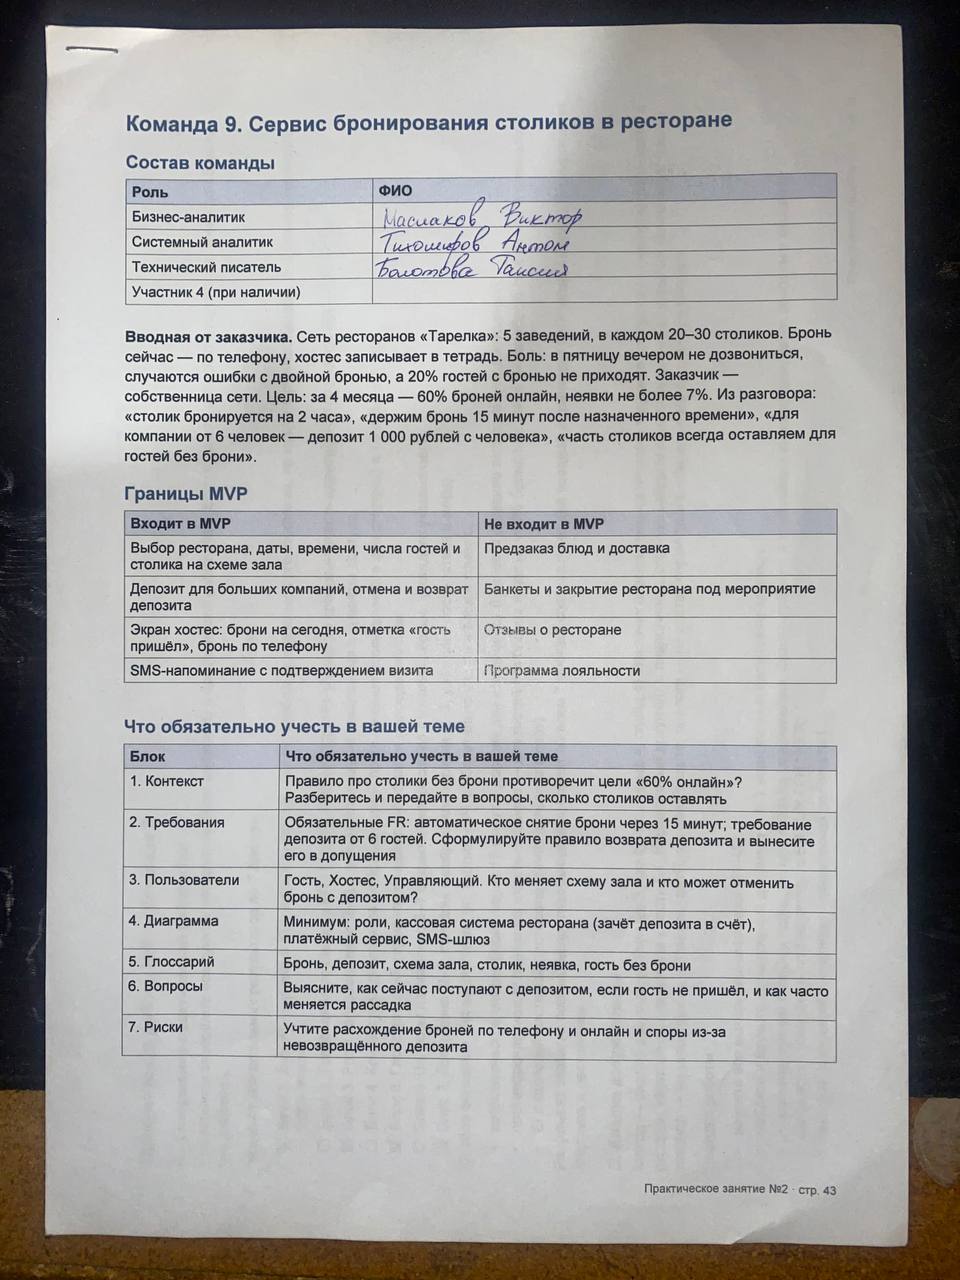 Команда 9. Сервис бронирования столиков в ресторане
Состав команды
Роль ФИО
Бизнес-аналитик Маслаков Виктор
Системный аналитик Тихомиров Антон
Технический писатель Болотова Таисия
Участник 4 (при наличии)
Вводная от заказчика. Сеть ресторанов «Тарелка»: 5 заведений, в каждом 20–30 столиков. Бронь
сейчас — по телефону, хостес записывает в тетрадь. Боль: в пятницу вечером не дозвониться,
случаются ошибки с двойной бронью, а 20% гостей с бронью не приходят. Заказчик —
собственница сети. Цель: за 4 месяца — 60% броней онлайн, неявки не более 7%. Из разговора:
«столик бронируется на 2 часа», «держим бронь 15 минут после назначенного времени», «для
компании от 6 человек — депозит 1 000 рублей с человека», «часть столиков всегда оставляем для
гостей без брони».
Границы MVP
Входит в MVP Не входит в MVP
Выбор ресторана, даты, времени, числа гостей и Предзаказ блюд и доставка
столика на схеме зала
Депозит для больших компаний, отмена и возврат Банкеты и закрытие ресторана под мероприятие
депозита
Экран хостес: брони на сегодня, отметка «гость Отзывы о ресторане
пришёл», бронь по телефону
SMS-напоминание с подтверждением визита Программа лояльности
Что обязательно учесть в вашей теме
Блок Что обязательно учесть в вашей теме
1. Контекст Правило про столики без брони противоречит цели «60% онлайн»?
Разберитесь и передайте в вопросы, сколько столиков оставлять
2. Требования Обязательные FR: автоматическое снятие брони через 15 минут; требование
депозита от 6 гостей. Сформулируйте правило возврата депозита и вынесите
его в допущения
3. Пользователи Гость, Хостес, Управляющий. Кто меняет схему зала и кто может отменить
бронь с депозитом?
4. Диаграмма Минимум: роли, кассовая система ресторана (зачёт депозита в счёт),
платёжный сервис, SMS-шлюз
5. Глоссарий Бронь, депозит, схема зала, столик, неявка, гость без брони
6. Вопросы Выясните, как сейчас поступают с депозитом, если гость не пришёл, и как часто
меняется рассадка
7. Риски Учтите расхождение броней по телефону и онлайн и споры из-за
невозвращённого депозита
Практическое занятие №2 · стр. 43